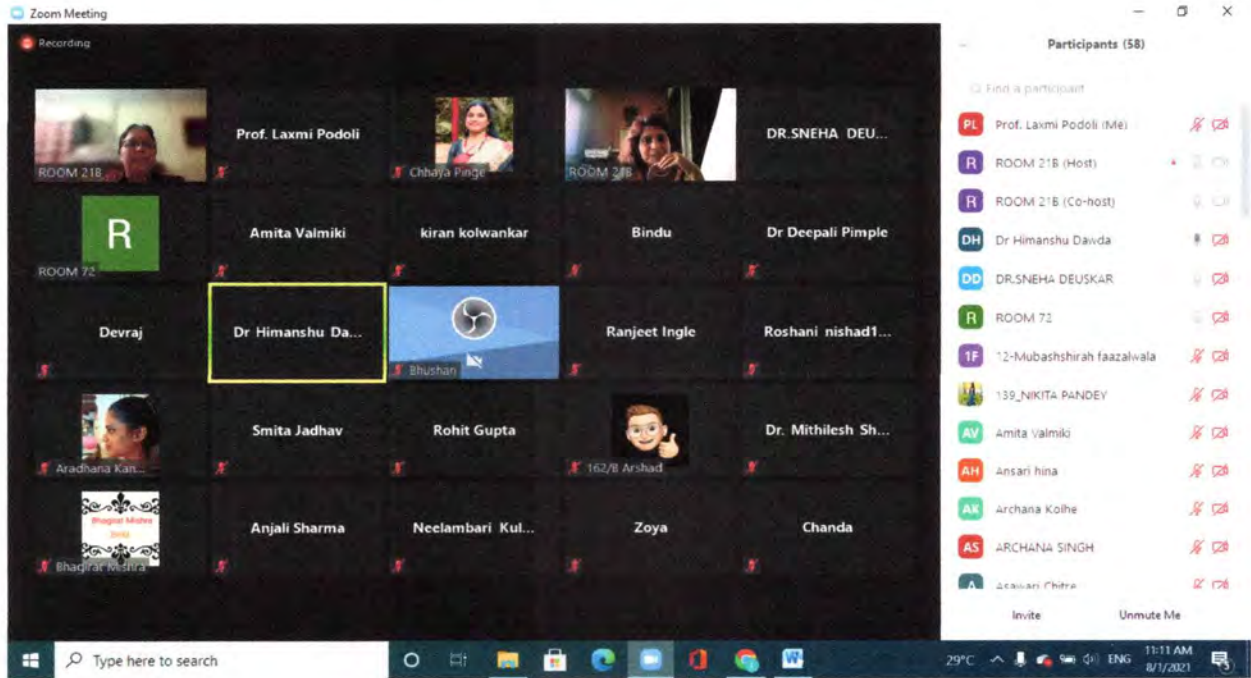 Zoom Meeting
Recording
ROOM 21B
Prof. Laxmi Podoli
Chhaya Pinge
ROOM 21B
DR.SNEHA DEU...
R
ROOM 72
Amita Valmiki
kiran kolwankar
Bindu
Dr Deepali Pimple
Devraj
Dr Himanshu Da...
Bhushan
Ranjeet Ingle
Roshani nishad1...
Aradhana Kan...
Smita Jadhav
Rohit Gupta
162/B Arshad
Dr. Mithilesh Sh...
Bhagirat Mishra
Bhagirat Mishra
Anjali Sharma
Neelambari Kul...
Zoya
Chanda
Participants (58)
Find a participant
PL Prof. Laxmi Podoli (Me)
R ROOM 21B (Host)
R ROOM 21B (Co-host)
DH Dr Himanshu Dawda
DD DR.SNEHA DEUSKAR
R ROOM 72
1F 12-Mubashshirah faazalwala
139_NIKITA PANDEY
AV Amita Valmiki
AH Ansari hina
AK Archana Kolhe
AS ARCHANA SINGH
A Asawari Chitre
Invite Unmute Me
Type here to search
W
29°C ENG 11:11 AM
8/1/2021